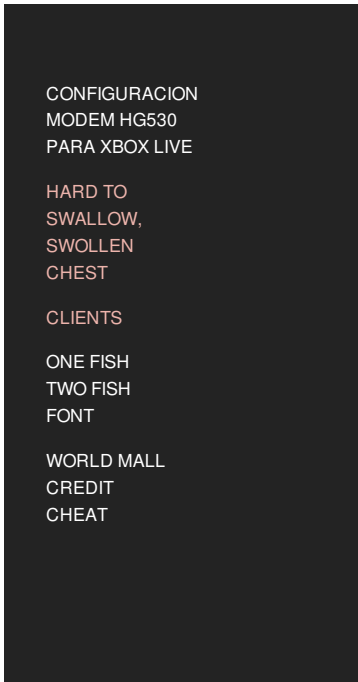 CONFIGURACION
MODEM HG530
PARA XBOX LIVE
HARD TO
SWALLOW,
SWOLLEN
CHEST
CLIENTS
ONE FISH
TWO FISH
FONT
WORLD MALL
CREDIT
CHEAT